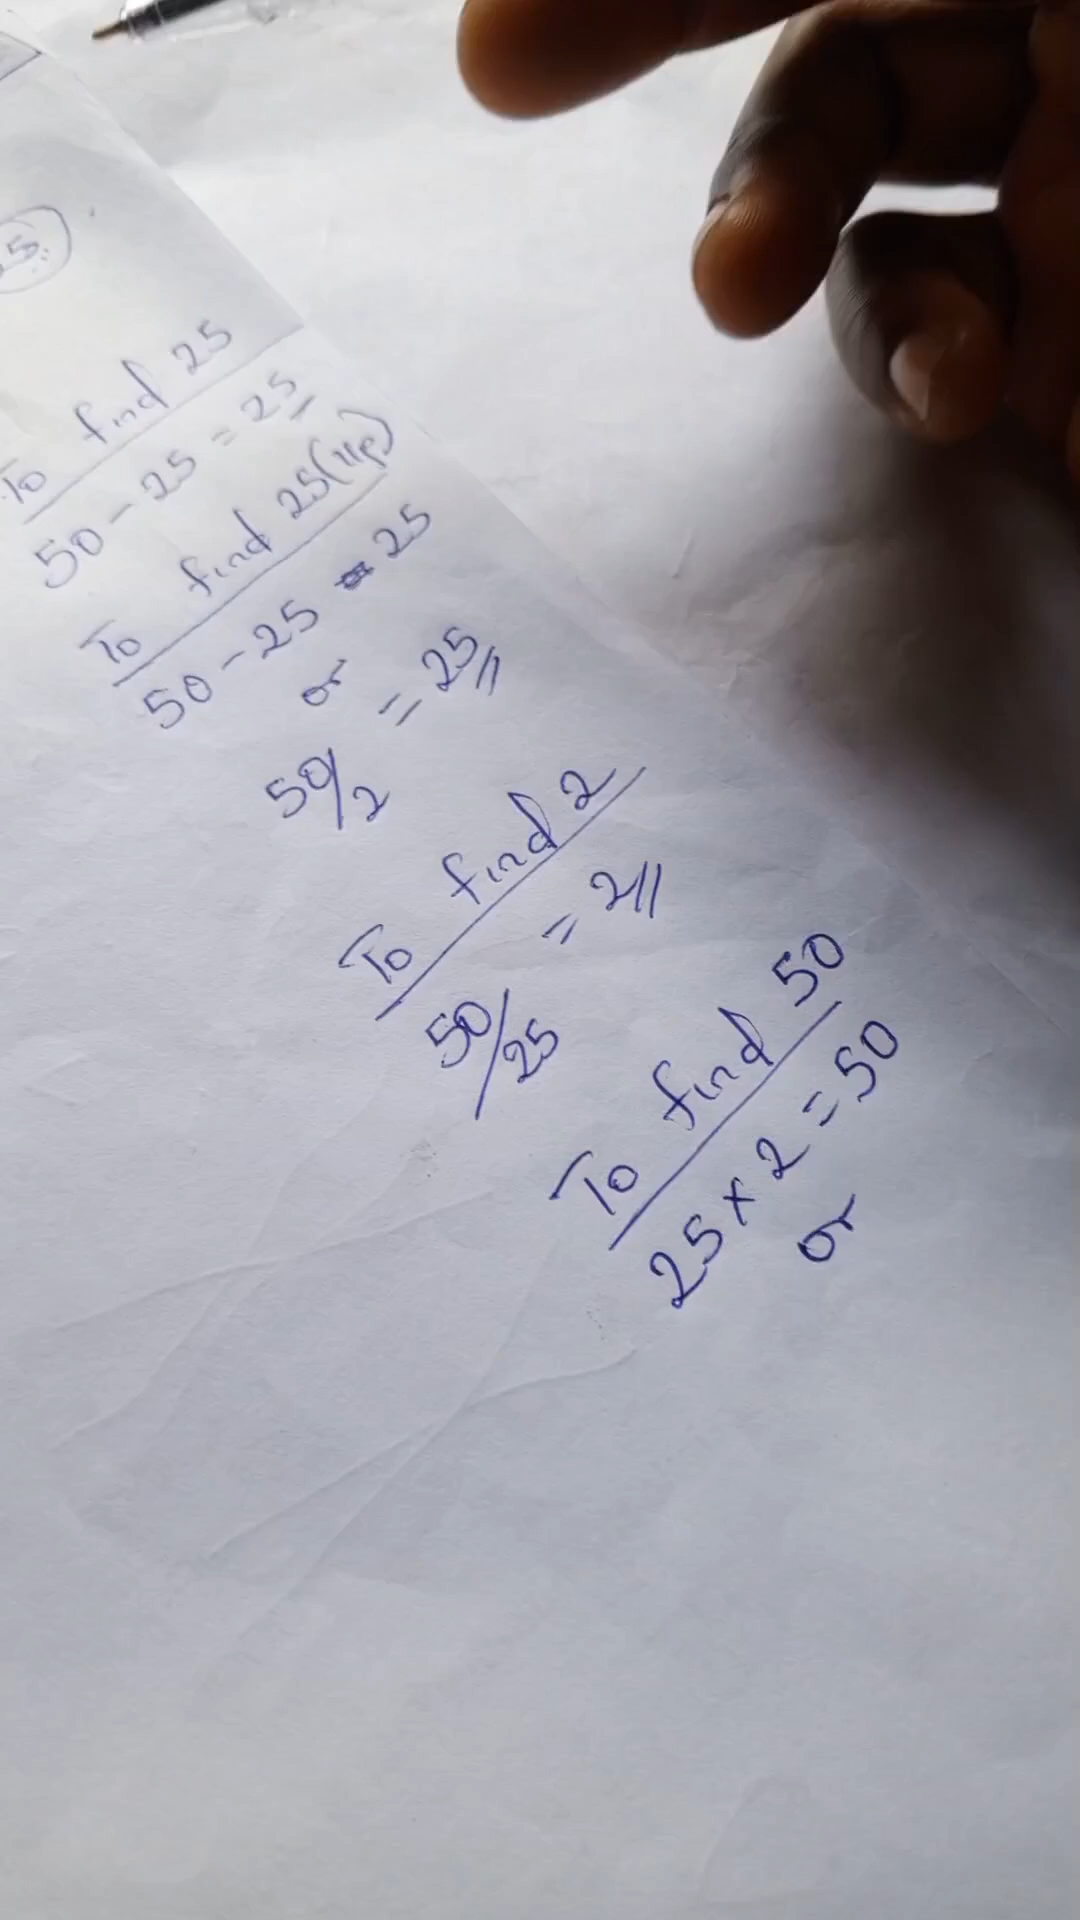 5
To find 25
50 - 25 = 25
To find 25(11p)
50 - 25 = 25
or
50/2 = 25
To find 2
50/25 = 2
To find 50
25 x 2 = 50
or